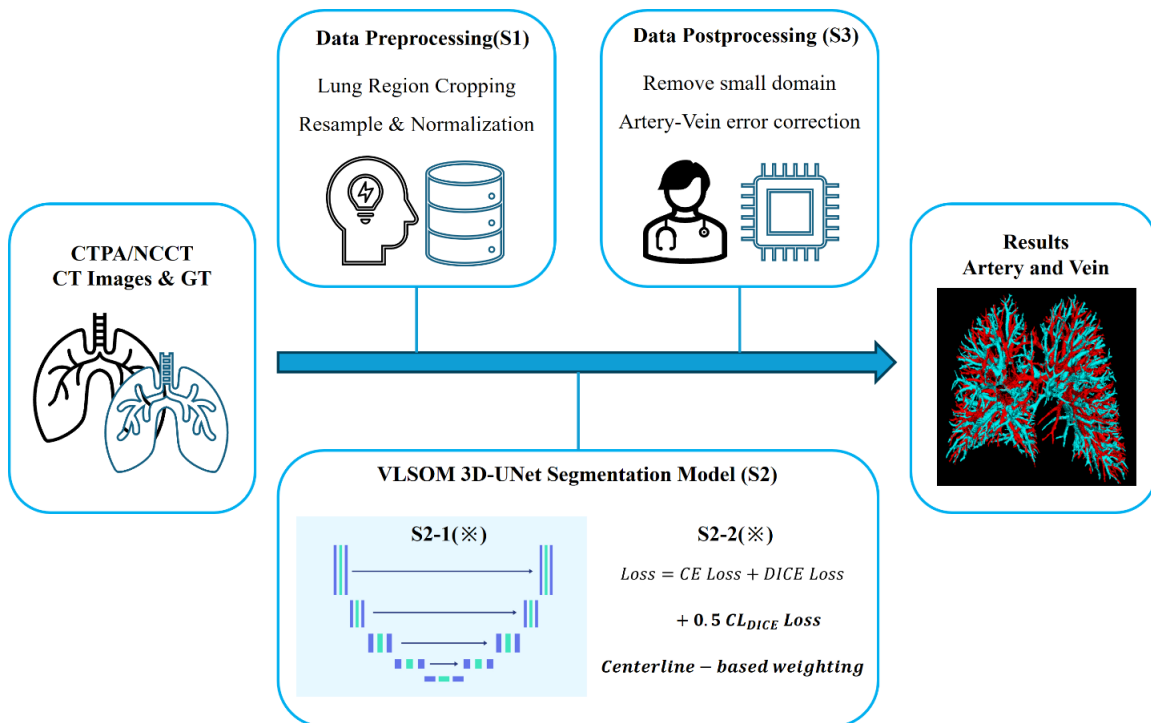 Data Preprocessing(S1)
Lung Region Cropping
Resample & Normalization
Data Postprocessing (S3)
Remove small domain
Artery-Vein error correction
CTPA/NCCT
CT Images & GT
Results
Artery and Vein
VLSOM 3D-UNet Segmentation Model (S2)
S2-1(※)
S2-2(※)
Loss = CE Loss + DICE Loss
+ 0.5 CL_DICE Loss
Centerline − based weighting